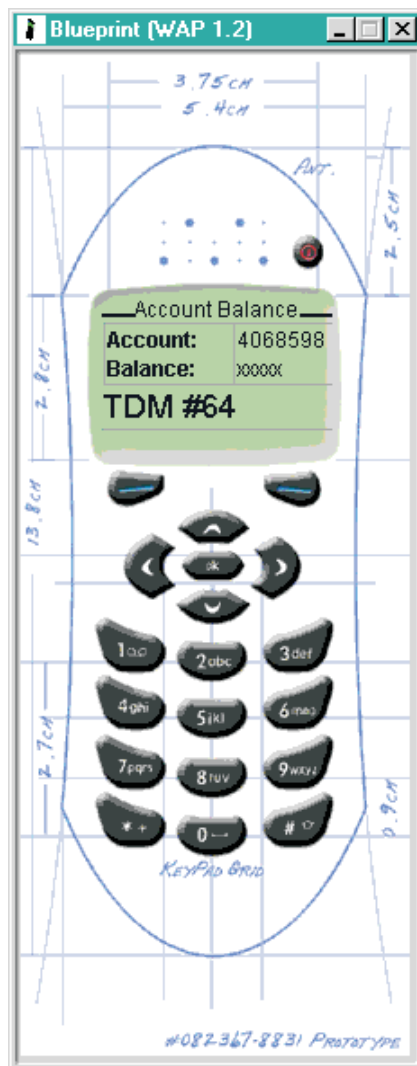 Blueprint (WAP 1.2)
3.75cm
5.4cm
ANT.
2.5cm
Account Balance
Account: 4068598
Balance: xxxxxx
TDM #64
2.8cm
13.8cm
ok
1
2abc
3def
4ghi
5jkl
6mno
7pqrs
8tuv
9wxyz
* +
0
#
2.7cm
0.9cm
KEYPAD GRID
#082367-8831 PROTOTYPE